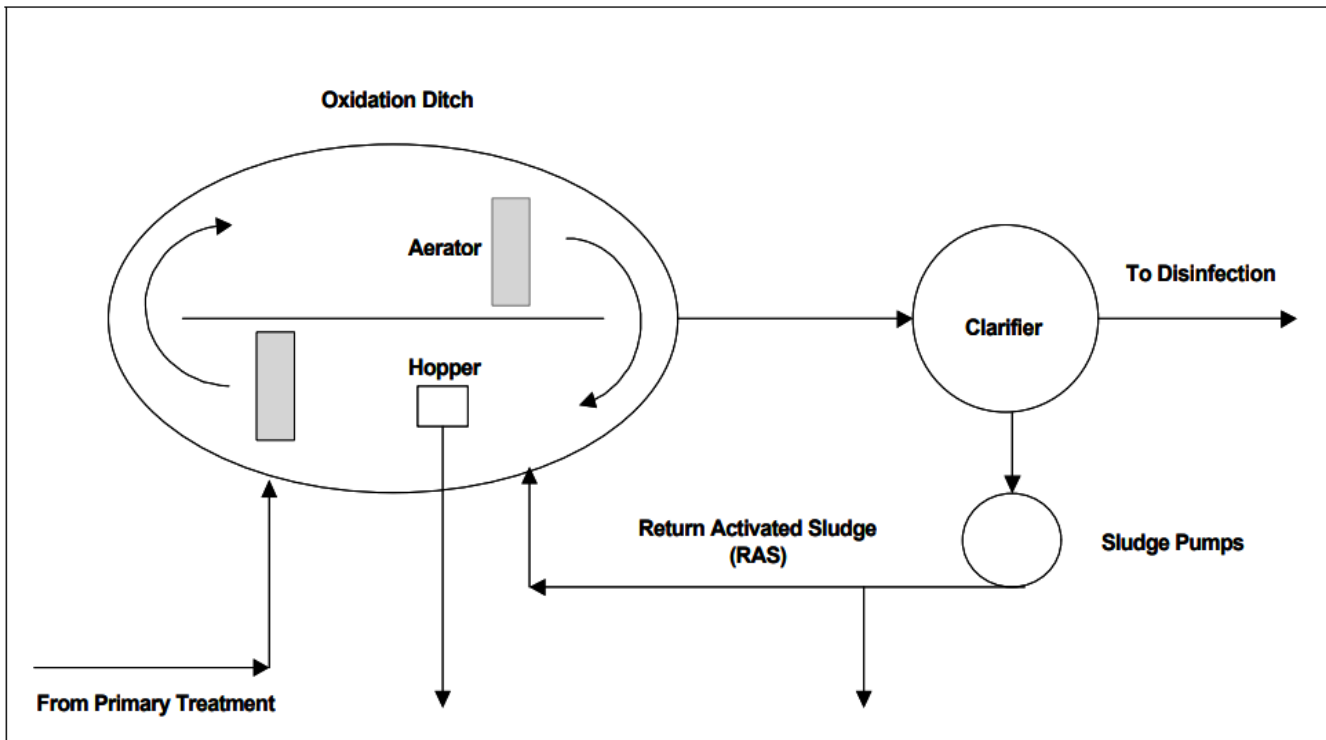 Oxidation Ditch
Aerator
To Disinfection
Clarifier
Hopper
Return Activated Sludge
(RAS)
Sludge Pumps
From Primary Treatment